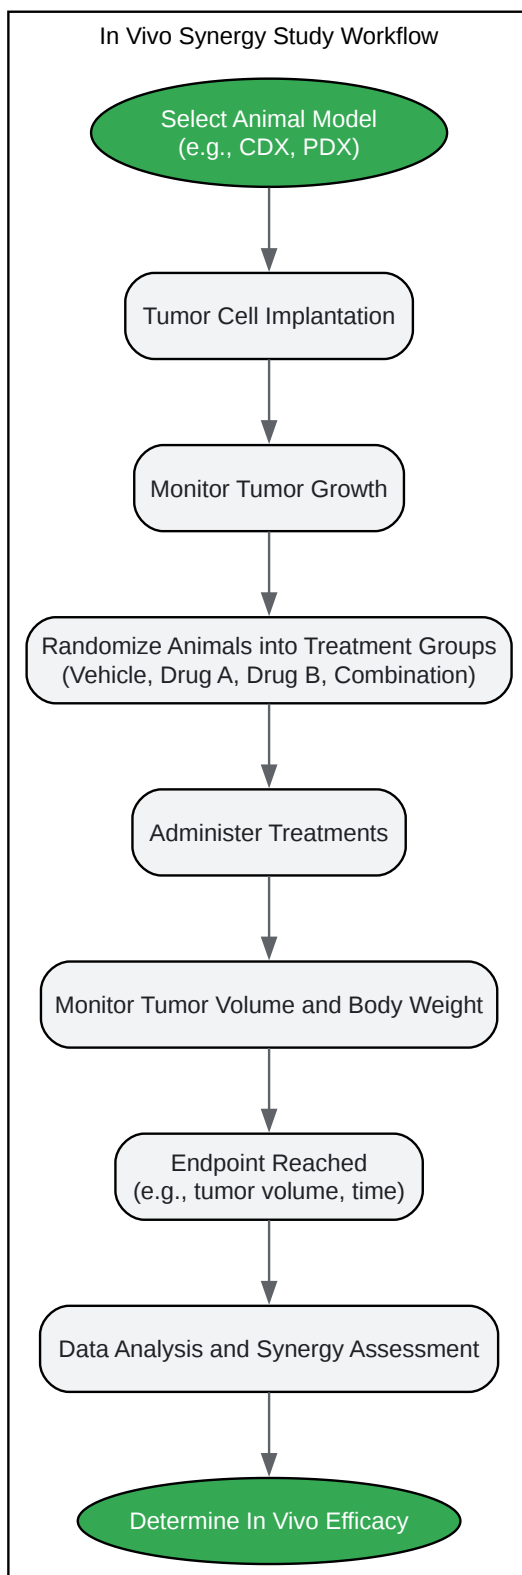 In Vivo Synergy Study Workflow
Select Animal Model
(e.g., CDX, PDX)
Tumor Cell Implantation
Monitor Tumor Growth
Randomize Animals into Treatment Groups
(Vehicle, Drug A, Drug B, Combination)
Administer Treatments
Monitor Tumor Volume and Body Weight
Endpoint Reached
(e.g., tumor volume, time)
Data Analysis and Synergy Assessment
Determine In Vivo Efficacy